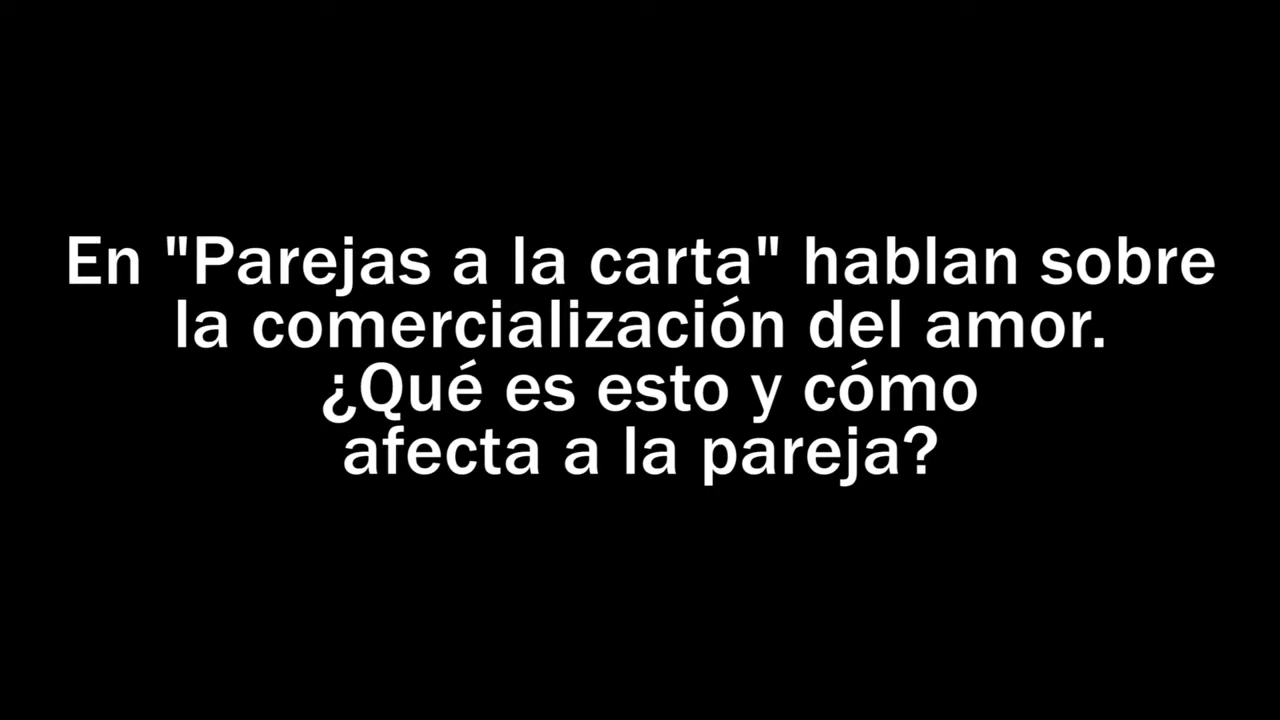 En "Parejas a la carta" hablan sobre
la comercialización del amor.
¿Qué es esto y cómo
afecta a la pareja?